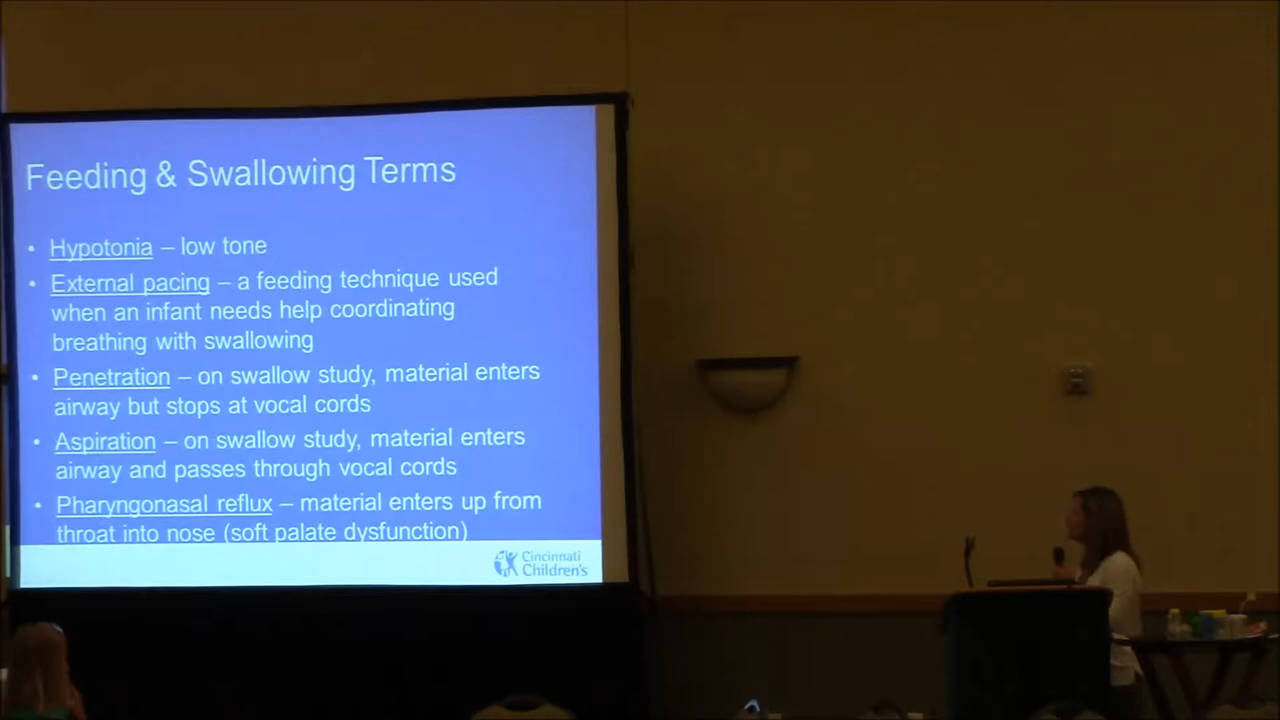 Feeding & Swallowing Terms
• Hypotonia – low tone
• External pacing – a feeding technique used
when an infant needs help coordinating
breathing with swallowing
• Penetration – on swallow study, material enters
airway but stops at vocal cords
• Aspiration – on swallow study, material enters
airway and passes through vocal cords
• Pharyngonasal reflux – material enters up from
throat into nose (soft palate dysfunction)
Cincinnati
Children's